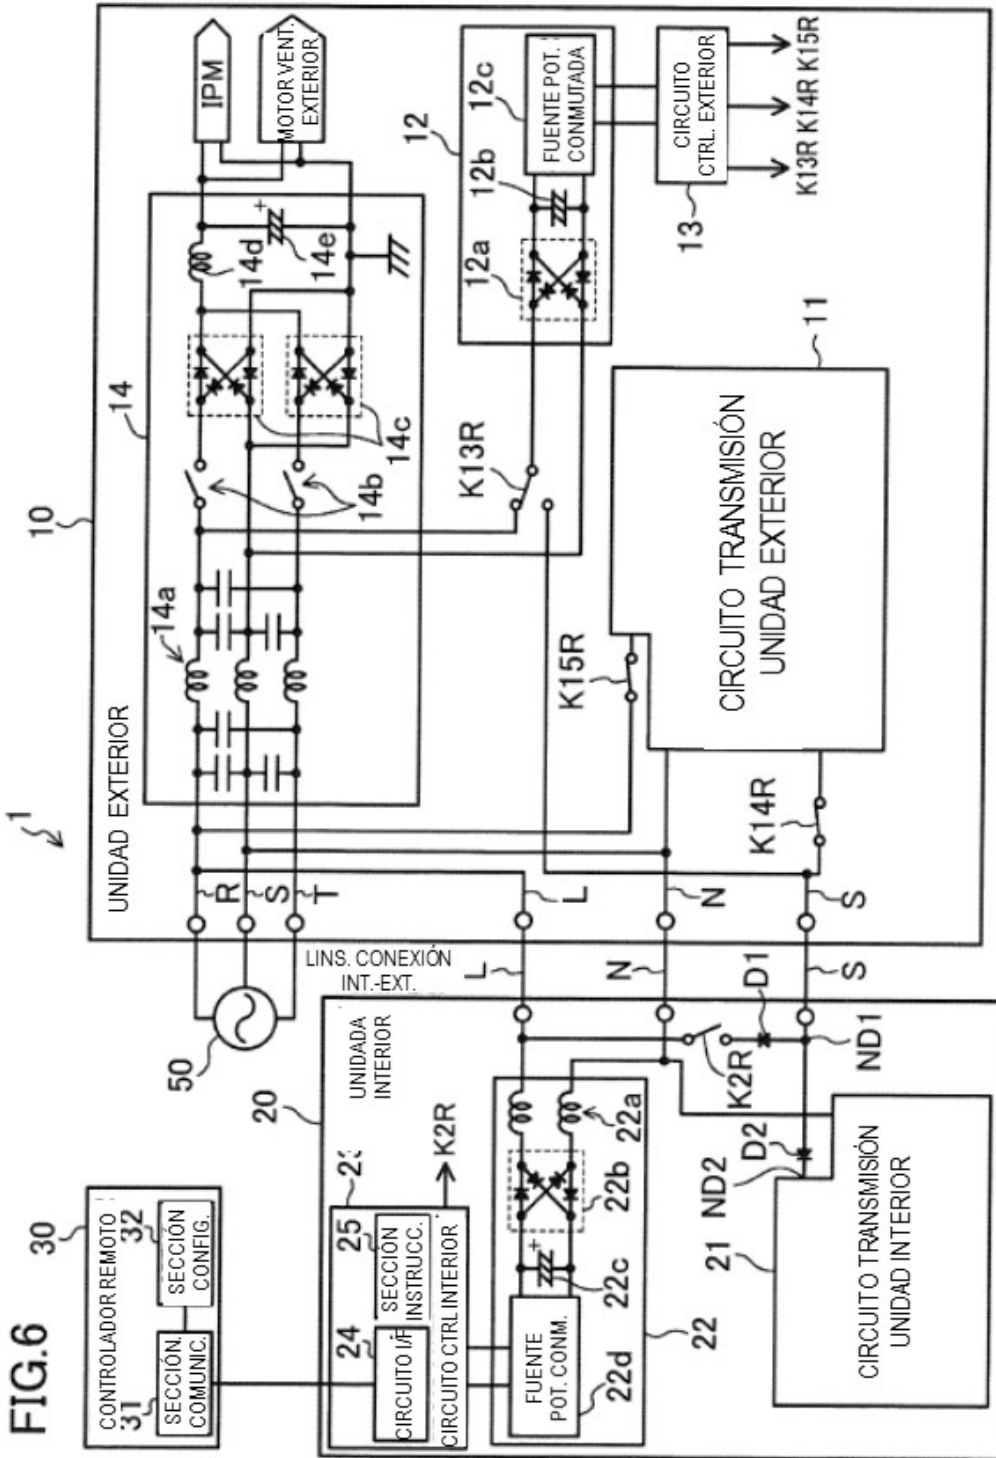 FIG.6
1
30
CONTROLADOR REMOTO
31
SECCIÓN.
COMUNIC.
32
SECCIÓN
CONFIG.
50
LINS. CONEXIÓN
INT.-EXT.
10
UNIDAD EXTERIOR
R
S
T
14
14a
14b
14c
14d
14e
+
IPM
MOTOR VENT.
EXTERIOR
12
12a
12b
12c
FUENTE POT.
CONMUTADA
13
CIRCUITO
CTRL. EXTERIOR
K13R
K14R
K15R
K13R
K15R
K14R
11
CIRCUITO TRANSMISIÓN
UNIDAD EXTERIOR
L
N
S
L
N
S
20
UNIDADA
INTERIOR
23
24
CIRCUITO I/F
25
SECCIÓN
INSTRUCC.
CIRCUITO CTRL INTERIOR
K2R
22
22a
22b
22c
+
22d
FUENTE
POT. CONM.
K2R
D1
ND1
D2
ND2
21
CIRCUITO TRANSMISIÓN
UNIDAD INTERIOR